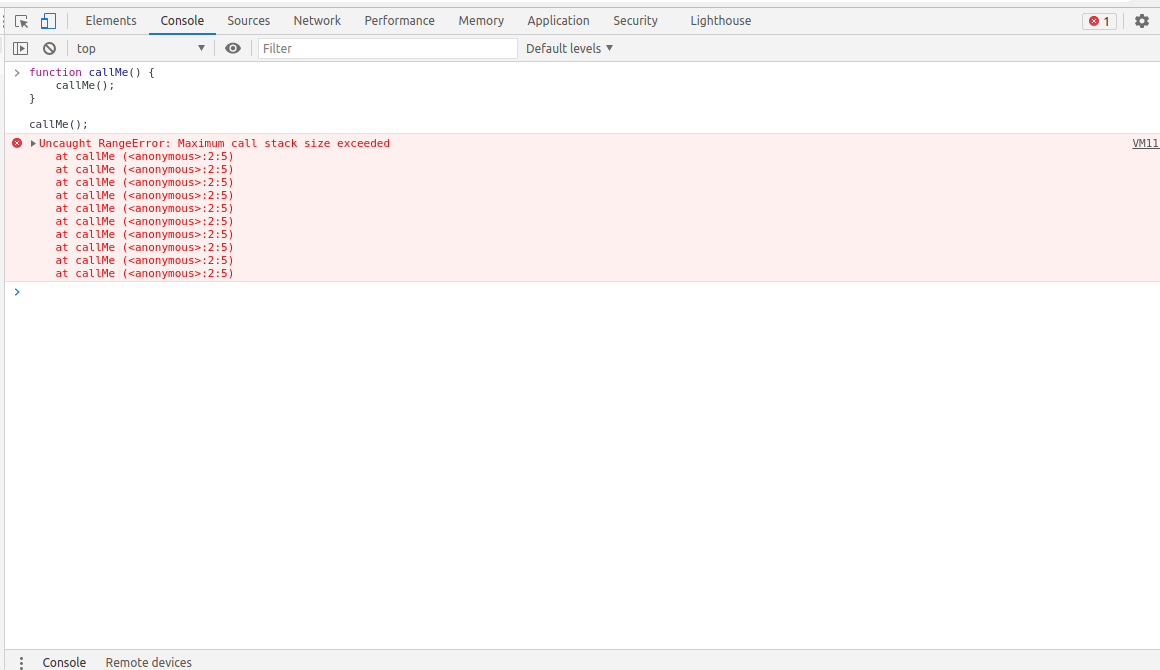 Elements Console Sources Network Performance Memory Application Security Lighthouse 1
top Filter Default levels
function callMe() {
    callMe();
}
callMe();
Uncaught RangeError: Maximum call stack size exceeded VM11
    at callMe (<anonymous>:2:5)
    at callMe (<anonymous>:2:5)
    at callMe (<anonymous>:2:5)
    at callMe (<anonymous>:2:5)
    at callMe (<anonymous>:2:5)
    at callMe (<anonymous>:2:5)
    at callMe (<anonymous>:2:5)
    at callMe (<anonymous>:2:5)
    at callMe (<anonymous>:2:5)
    at callMe (<anonymous>:2:5)
Console Remote devices